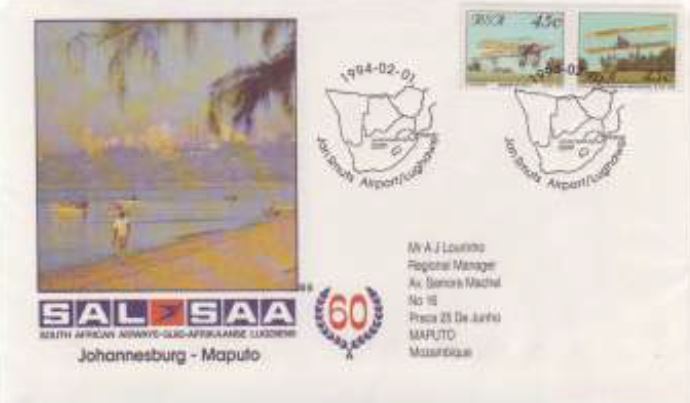 RSA 45c
1994-02-01
Jan Smuts Airport/Lughawe
1994-02-01
Jan Smuts Airport/Lughawe
Mr A J Lourinho
Regional Manager
Av. Samora Machel
No 16
Praca 25 De Junho
MAPUTO
Mozambique
SAL SAA
60
SOUTH AFRICAN AIRWAYS-SUID-AFRIKAANSE LUGDIENS
Johannesburg - Maputo